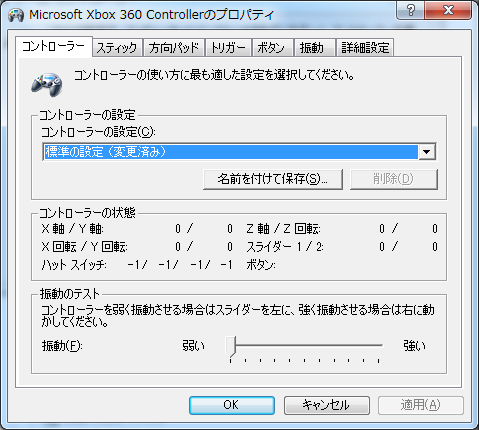 Microsoft Xbox 360 Controllerのプロパティ
コントローラー スティック 方向パッド トリガー ボタン 振動 詳細設定
コントローラーの使い方に最も適した設定を選択してください。
コントローラーの設定
コントローラーの設定(C):
標準の設定 (変更済み)
名前を付けて保存(S)... 削除(D)
コントローラーの状態
X 軸 / Y 軸: 0 / 0 Z 軸 / Z 回転: 0 / 0
X 回転 / Y 回転: 0 / 0 スライダー 1 / 2: 0 / 0
ハット スイッチ: -1 / -1 / -1 / -1 ボタン:
振動のテスト
コントローラーを弱く振動させる場合はスライダーを左に、強く振動させる場合は右に動
かしてください。
振動(F): 弱い 強い
OK キャンセル 適用(A)